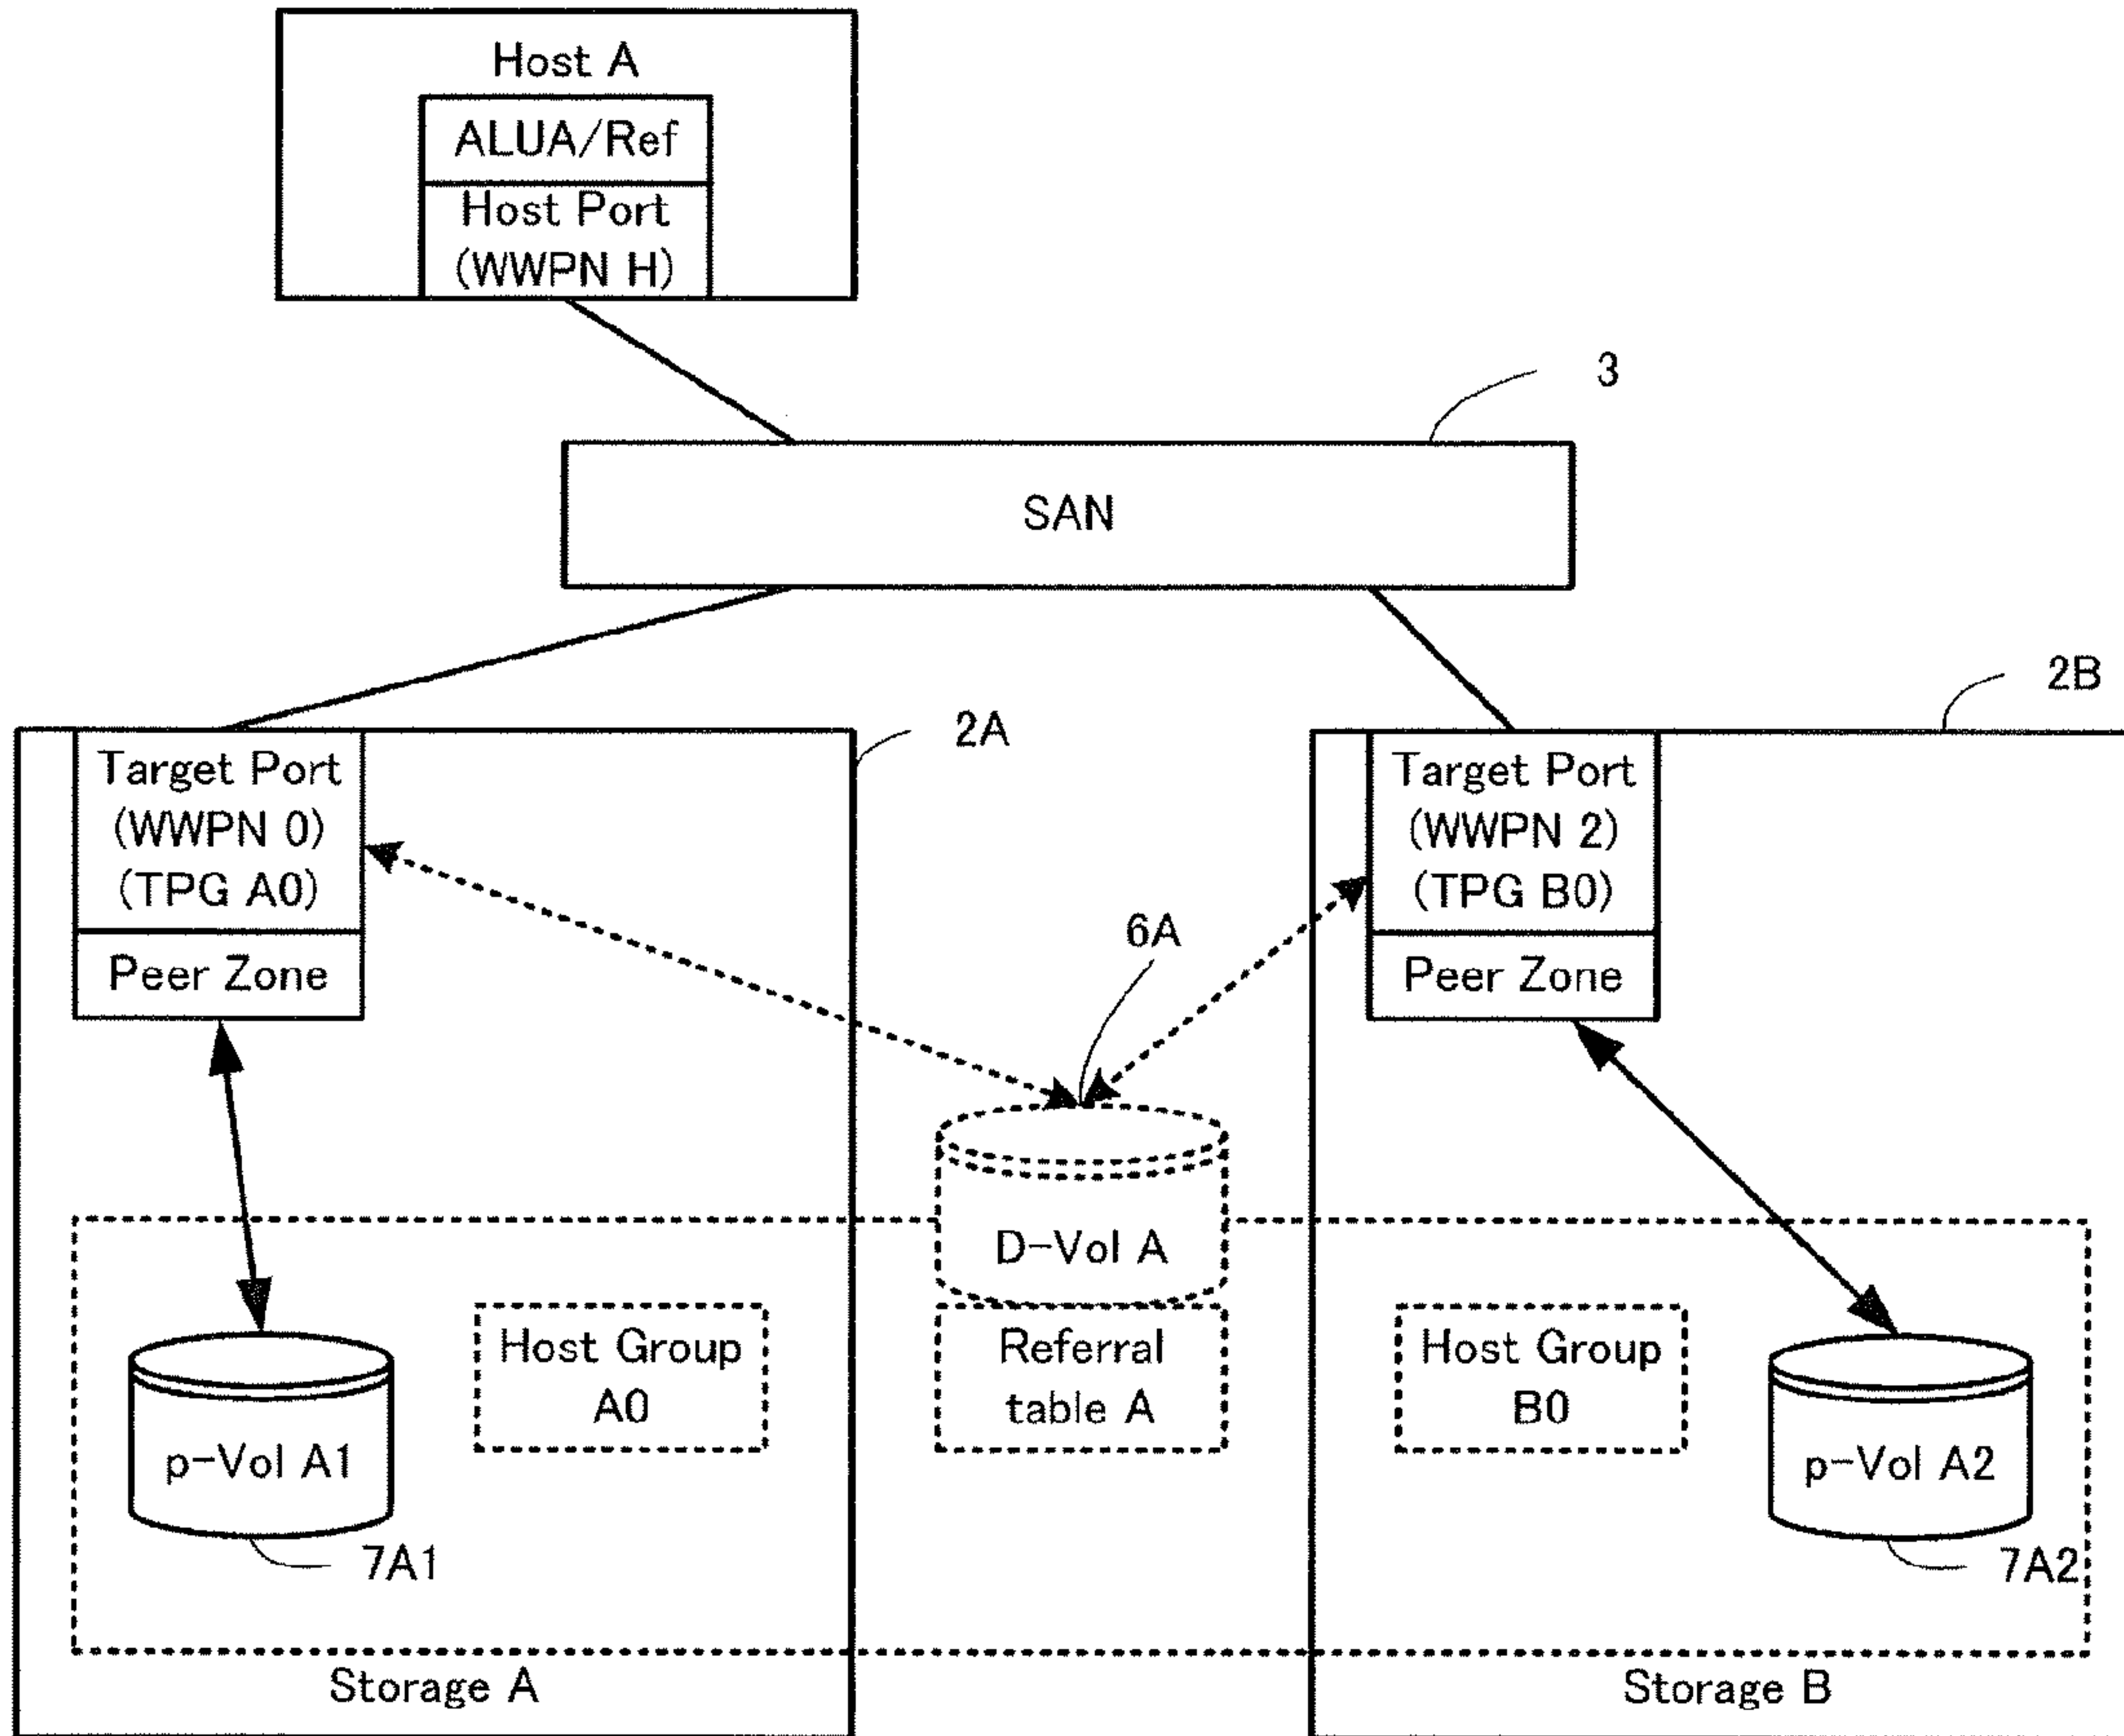 Host A
ALUA/Ref
Host Port
(WWPN H)
3
SAN
2A
2B
Target Port
(WWPN 0)
(TPG A0)
Peer Zone
Target Port
(WWPN 2)
(TPG B0)
Peer Zone
6A
D-Vol A
Host Group
A0
Referral
table A
Host Group
B0
p-Vol A1
p-Vol A2
7A1
7A2
Storage A
Storage B